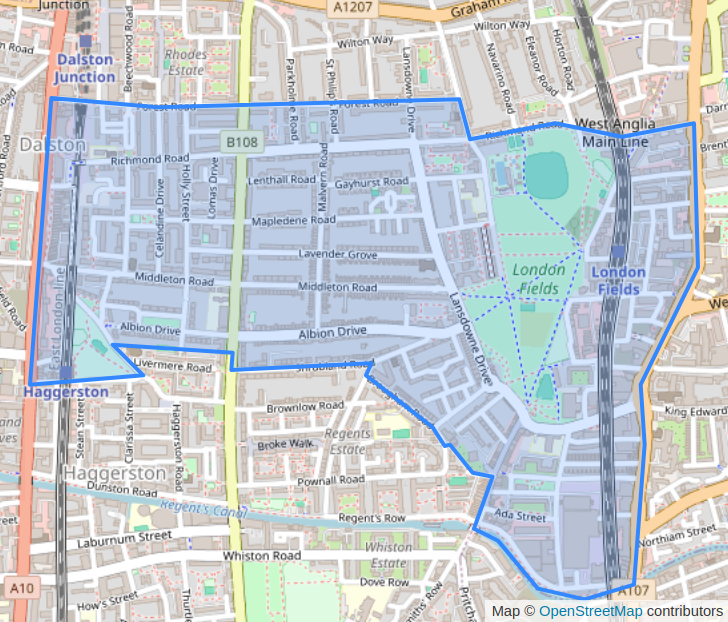 Junction
A1207
Graham Ro
Wilton Way
Wilton Way
Dalston
Junction
Beechwood Road
Rhodes
Estate
Parkholme Road
St. Philip's Road
Lansdowne Drive
Navarino Road
Eleanor Road
Horton Road
Forest Road
Forest Road
West Anglia
Main Line
Dalston
B108
Richmond Road
Brent
Lenthall Road
Gayhurst Road
Malvern Road
Celandine Drive
Holly Street
Lomas Drive
Mapledene Road
Lavender Grove
London
Fields
London
Fields
Middleton Road
Middleton Road
East London line
Albion Drive
Albion Drive
Lansdowne Drive
We
Livermere Road
Shrubland Road
Haggerston
Brownlow Road
King Edward
Stean Street
Clarissa Street
Haggerston Road
Broke Walk
Regents
Estate
Haggerston
Pownall Road
Dunston Road
Regent's Canal
Regent's Row
Ada Street
Laburnum Street
Northiam Street
Whiston Road
Whiston
Estate
Dove Row
A10
A107
How's Street
Map © OpenStreetMap contributors